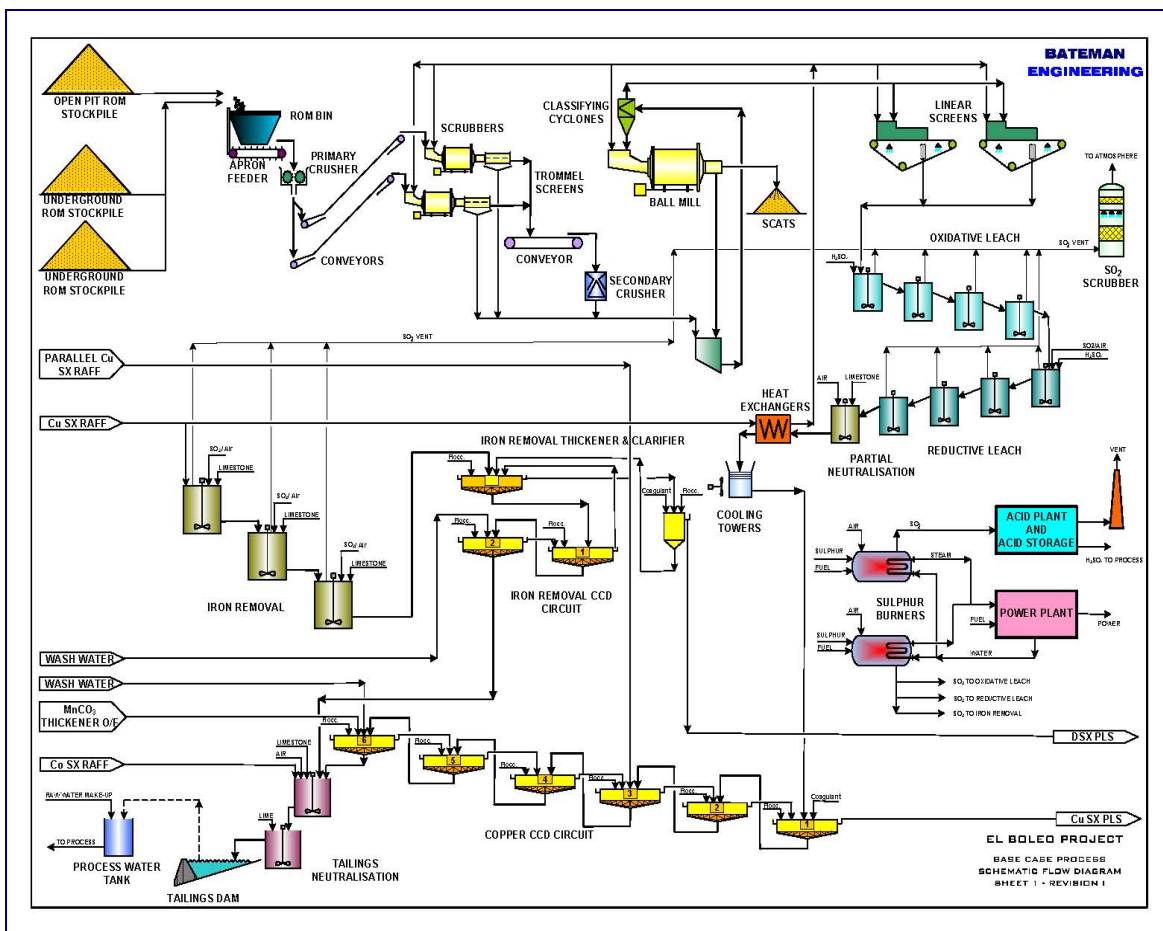 BATEMAN
ENGINEERING
OPEN PIT ROM
STOCKPILE
ROM BIN
APRON
FEEDER
PRIMARY
CRUSHER
SCRUBBERS
TROMMEL
SCREENS
CLASSIFYING
CYCLONES
LINEAR
SCREENS
TO ATMOSPHERE
UNDERGROUND
ROM STOCKPILE
BALL MILL
SCATS
UNDERGROUND
ROM STOCKPILE
CONVEYORS
CONVEYOR
SECONDARY
CRUSHER
OXIDATIVE LEACH
SO₂ VENT
H₂SO₄
SO₂
SCRUBBER
SO₂ VENT
PARALLEL Cu
SX RAFF
SO2/AIR
H₂SO₄
AIR
LIMESTONE
HEAT
EXCHANGERS
Cu SX RAFF
PARTIAL
NEUTRALISATION
REDUCTIVE LEACH
IRON REMOVAL THICKENER & CLARIFIER
Flocc.
SO₂/Air
LIMESTONE
Coagulant
Flocc.
COOLING
TOWERS
VENT
SO₂/Air
LIMESTONE
Flocc.
2
Flocc.
1
AIR
SO₂
ACID PLANT
AND
ACID STORAGE
SULPHUR
FUEL
STEAM
H₂SO₄ TO PROCESS
SO₂/Air
LIMESTONE
IRON REMOVAL
IRON REMOVAL CCD
CIRCUIT
SULPHUR
BURNERS
AIR
FUEL
POWER PLANT
POWER
SULPHUR
FUEL
WATER
WASH WATER
WASH WATER
SO₂ TO OXIDATIVE LEACH
SO₂ TO REDUCTIVE LEACH
SO₂ TO IRON REMOVAL
MnCO₃
THICKENER O/F
Flocc.
6
DSX PLS
LIMESTONE
AIR
Flocc.
5
Co SX RAFF
Flocc.
4
Flocc.
3
Flocc.
2
Flocc.
Coagulant
1
RAW WATER MAKE-UP
LIME
Cu SX PLS
COPPER CCD CIRCUIT
TO PROCESS
PROCESS WATER
TANK
TAILINGS
NEUTRALISATION
TAILINGS DAM
EL BOLEO PROJECT
BASE CASE PROCESS
SCHEMATIC FLOW DIAGRAM
SHEET 1 - REVISION I